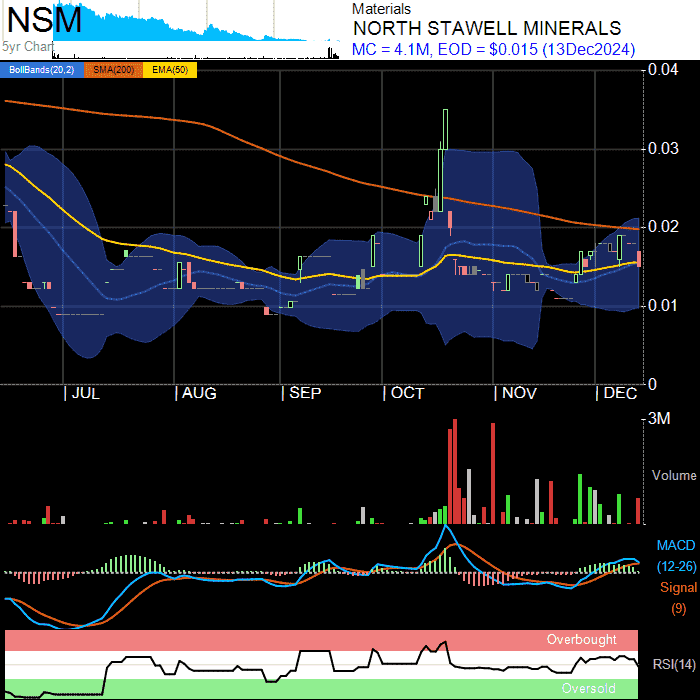 NSM
5yr Chart
Materials
NORTH STAWELL MINERALS
MC = 4.1M, EOD = $0.015 (13Dec2024)
BollBands(20,2) SMA(200) EMA(50)
0.04
0.03
0.02
0.01
0
JUL AUG SEP OCT NOV DEC
3M
Volume
MACD
(12-26)
Signal
(9)
Overbought
RSI(14)
Oversold